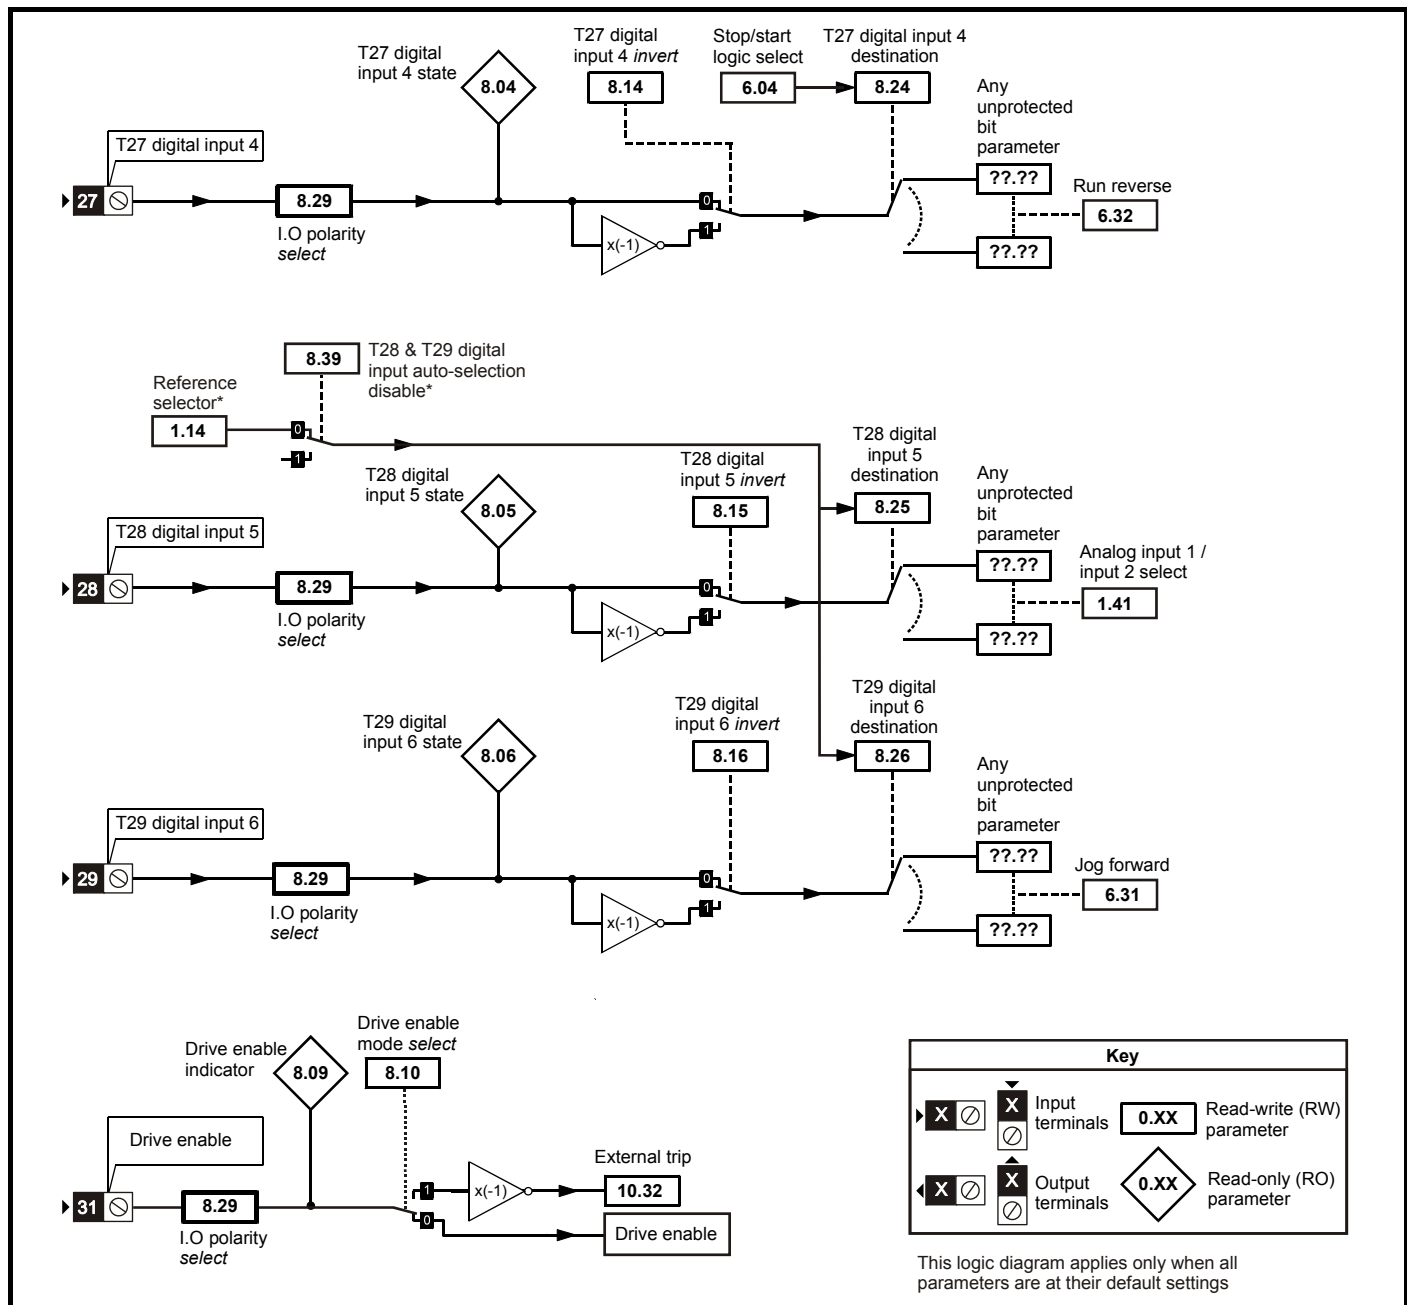 T27 digital
input 4 state
8.04
T27 digital
input 4 invert
8.14
Stop/start
logic select
6.04
T27 digital input 4
destination
8.24
Any
unprotected
bit
parameter
??.??
??.??
Run reverse
6.32
T27 digital input 4
27
8.29
I.O polarity
select
x(-1)
0
1
8.39
T28 & T29 digital
input auto-selection
disable*
Reference
selector*
1.14
0
1
T28 digital
input 5 state
8.05
T28 digital
input 5 invert
8.15
T28 digital
input 5
destination
8.25
Any
unprotected
bit
parameter
??.??
??.??
Analog input 1 /
input 2 select
1.41
T28 digital input 5
28
8.29
I.O polarity
select
x(-1)
0
1
T29 digital
input 6 state
8.06
T29 digital
input 6 invert
8.16
T29 digital
input 6
destination
8.26
Any
unprotected
bit
parameter
??.??
??.??
Jog forward
6.31
T29 digital input 6
29
8.29
I.O polarity
select
x(-1)
0
1
Drive enable
indicator
8.09
Drive enable
mode select
8.10
Drive enable
31
8.29
I.O polarity
select
1
0
x(-1)
External trip
10.32
Drive enable
Key
X
X
Input
terminals
0.XX
Read-write (RW)
parameter
X
X
Output
terminals
0.XX
Read-only (RO)
parameter
This logic diagram applies only when all
parameters are at their default settings